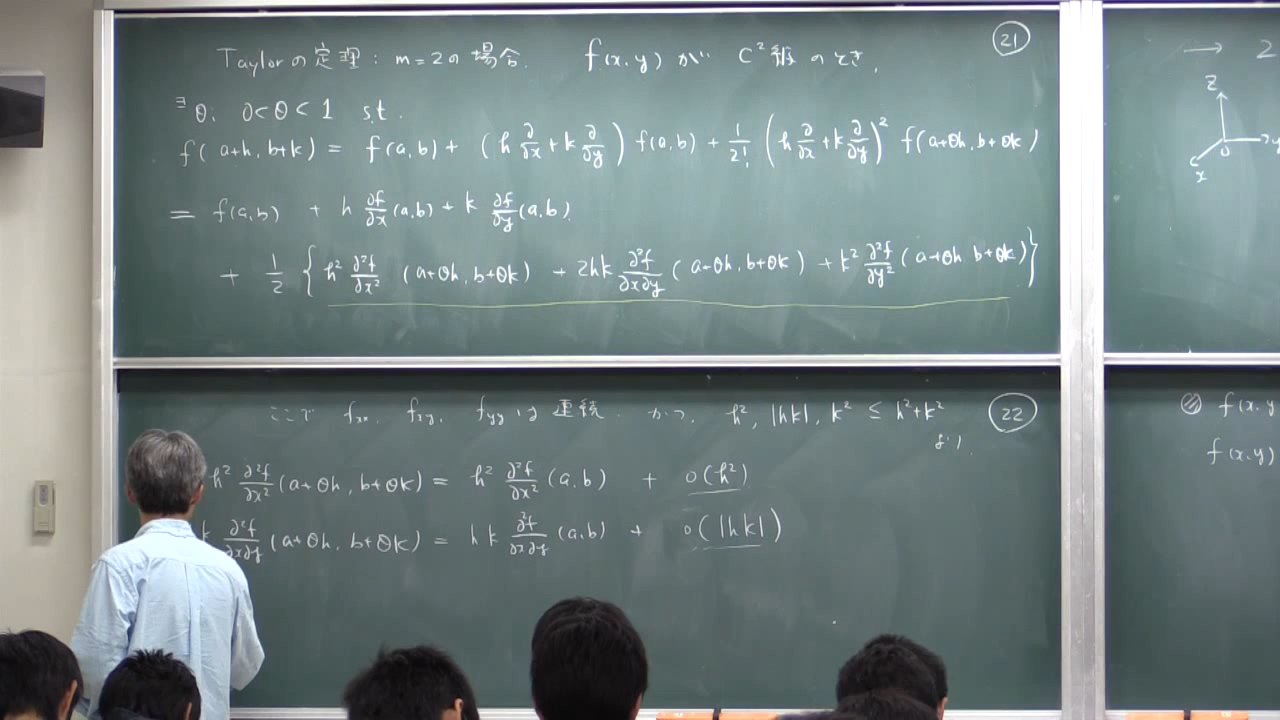 Taylorの定理: m=2の場合. f(x,y) が C²級のとき,
㉑
∃θ: 0<θ<1 s.t.
f(a+h, b+k) = f(a,b) + (h ∂/∂x + k ∂/∂y) f(a,b) + 1/2! (h ∂/∂x + k ∂/∂y)² f(a+θh, b+θk)
= f(a,b) + h ∂f/∂x (a,b) + k ∂f/∂y (a,b)
+ 1/2 { h² ∂²f/∂x² (a+θh, b+θk) + 2hk ∂²f/∂x∂y (a+θh, b+θk) + k² ∂²f/∂y² (a+θh, b+θk) }
ここで fxx, fxy, fyy は 連続. かつ, h², |hk|, k² ≤ h²+k²
㉒
より,
h² ∂²f/∂x² (a+θh, b+θk) = h² ∂²f/∂x² (a,b) + o(h²)
k ∂²f/∂x∂y (a+θh, b+θk) = hk ∂²f/∂x∂y (a,b) + o(|hk|)
→ 2
z
0
y
x
f(x,y
f(x,y)